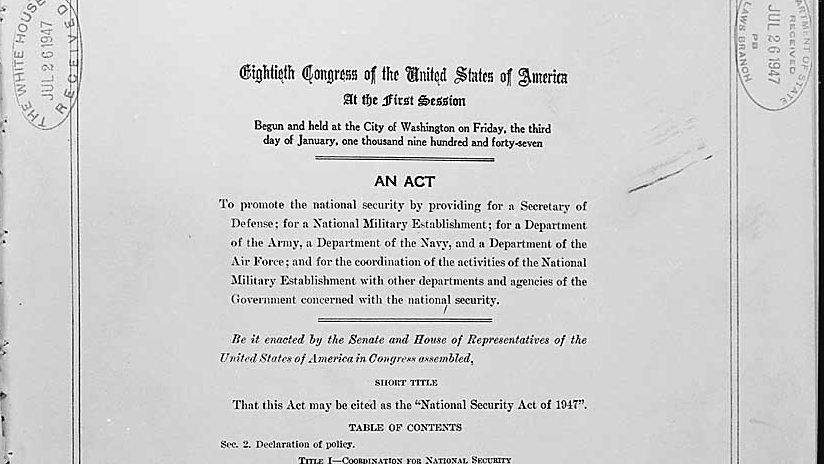 THE WHITE HOUSE
JUL 26 1947
RECEIVED
DEPARTMENT OF STATE
RECEIVED
JUL 26 1947
PB
LAWS BRANCH
Eightieth Congress of the United States of America
At the First Session
Begun and held at the City of Washington on Friday, the third
day of January, one thousand nine hundred and forty-seven
AN ACT
To promote the national security by providing for a Secretary of
Defense; for a National Military Establishment; for a Department
of the Army, a Department of the Navy, and a Department of the
Air Force; and for the coordination of the activities of the National
Military Establishment with other departments and agencies of the
Government concerned with the national security.
Be it enacted by the Senate and House of Representatives of the
United States of America in Congress assembled,
SHORT TITLE
That this Act may be cited as the "National Security Act of 1947".
TABLE OF CONTENTS
Sec. 2. Declaration of policy.
TITLE I—COORDINATION FOR NATIONAL SECURITY